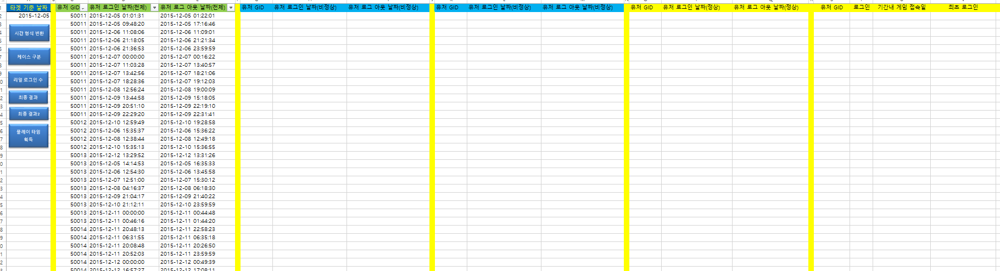 타겟 기준 날짜 유저 GID 유저 로그인 날짜(전체) 유저 로그 아웃 날짜(전체) 유저 GID 유저 로그인 날짜(비정상) 유저 로그 아웃 날짜(비정상) 유저 GID 유저 로그인 날짜(비정상) 유저 로그 아웃 날짜(비정상) 유저 GID 유저 로그인 날짜(정상) 유저 로그 아웃 날짜(정상) 유저 GID 로그인 기간내 게임 접속일 최초 로그인
2015-12-05 50011 2015-12-05 01:01:31 2015-12-05 01:22:01
50011 2015-12-05 09:48:20 2015-12-05 17:16:46
시간 형식 변환 50011 2015-12-06 11:08:06 2015-12-06 11:09:01
50011 2015-12-06 21:18:05 2015-12-06 21:21:34
50011 2015-12-06 21:36:53 2015-12-06 23:59:59
케이스 구분 50011 2015-12-07 00:00:00 2015-12-07 00:16:22
50011 2015-12-07 11:03:28 2015-12-07 13:40:57
50011 2015-12-07 13:42:56 2015-12-07 18:21:06
리얼 로그인 수 50011 2015-12-07 18:28:36 2015-12-07 19:12:03
50011 2015-12-08 12:56:24 2015-12-08 19:00:09
최종 결과 50011 2015-12-09 13:44:58 2015-12-09 15:18:05
50011 2015-12-09 20:51:10 2015-12-09 22:19:10
최종 결과2 50011 2015-12-09 22:29:20 2015-12-09 22:31:41
50012 2015-12-10 12:59:49 2015-12-10 19:28:58
플레이 타임 50012 2015-12-06 15:35:37 2015-12-06 15:36:22
획득 50012 2015-12-08 12:38:44 2015-12-08 12:49:18
50012 2015-12-10 15:35:13 2015-12-10 15:36:55
50013 2015-12-12 13:29:52 2015-12-12 13:31:26
50013 2015-12-05 14:14:53 2015-12-05 16:35:33
50013 2015-12-06 12:54:30 2015-12-06 13:45:58
50013 2015-12-07 12:51:00 2015-12-07 15:30:12
50013 2015-12-08 04:16:37 2015-12-08 06:18:30
50013 2015-12-09 21:04:17 2015-12-09 21:40:22
50013 2015-12-10 21:12:11 2015-12-10 23:59:59
50013 2015-12-11 00:00:00 2015-12-11 00:44:48
50013 2015-12-11 00:46:16 2015-12-11 01:44:20
50014 2015-12-11 20:48:13 2015-12-11 22:58:23
50014 2015-12-11 06:31:55 2015-12-11 06:35:18
50014 2015-12-11 20:08:48 2015-12-11 20:26:50
50014 2015-12-11 20:52:03 2015-12-11 23:59:59
50014 2015-12-12 00:00:00 2015-12-12 00:49:39
50014 2015-12-12 16:57:27 2015-12-12 17:08:11